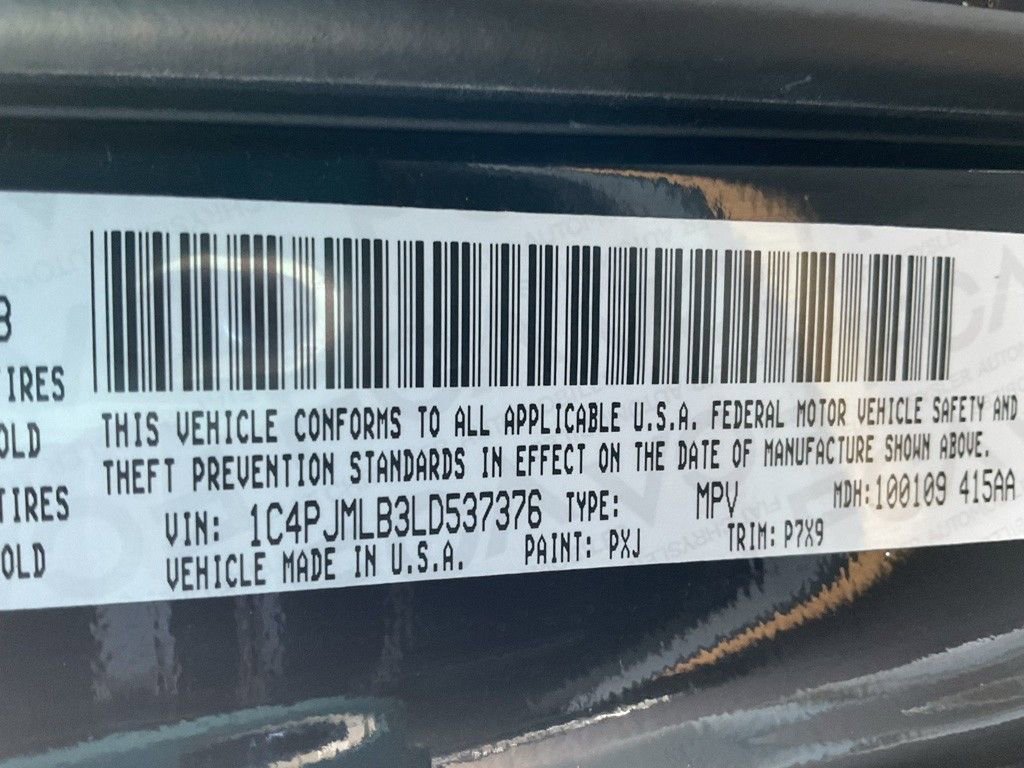 B
TIRES
OLD
TIRES
OLD
THIS VEHICLE CONFORMS TO ALL APPLICABLE U.S.A. FEDERAL MOTOR VEHICLE SAFETY AND
THEFT PREVENTION STANDARDS IN EFFECT ON THE DATE OF MANUFACTURE SHOWN ABOVE.
VIN: 1C4PJMLB3LD537376 TYPE: MPV MDH:100109 415AA
VEHICLE MADE IN U.S.A. PAINT: PXJ TRIM: P7X9